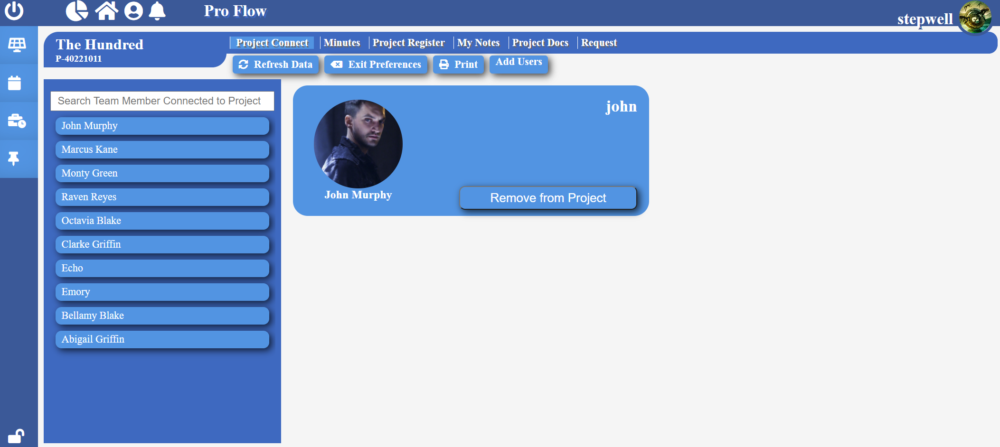 Pro Flow
stepwell
The Hundred
P-40221011
Project Connect Minutes Project Register My Notes Project Docs Request
Refresh Data Exit Preferences Print Add Users
Search Team Member Connected to Project
John Murphy
Marcus Kane
Monty Green
Raven Reyes
Octavia Blake
Clarke Griffin
Echo
Emory
Bellamy Blake
Abigail Griffin
john
John Murphy
Remove from Project